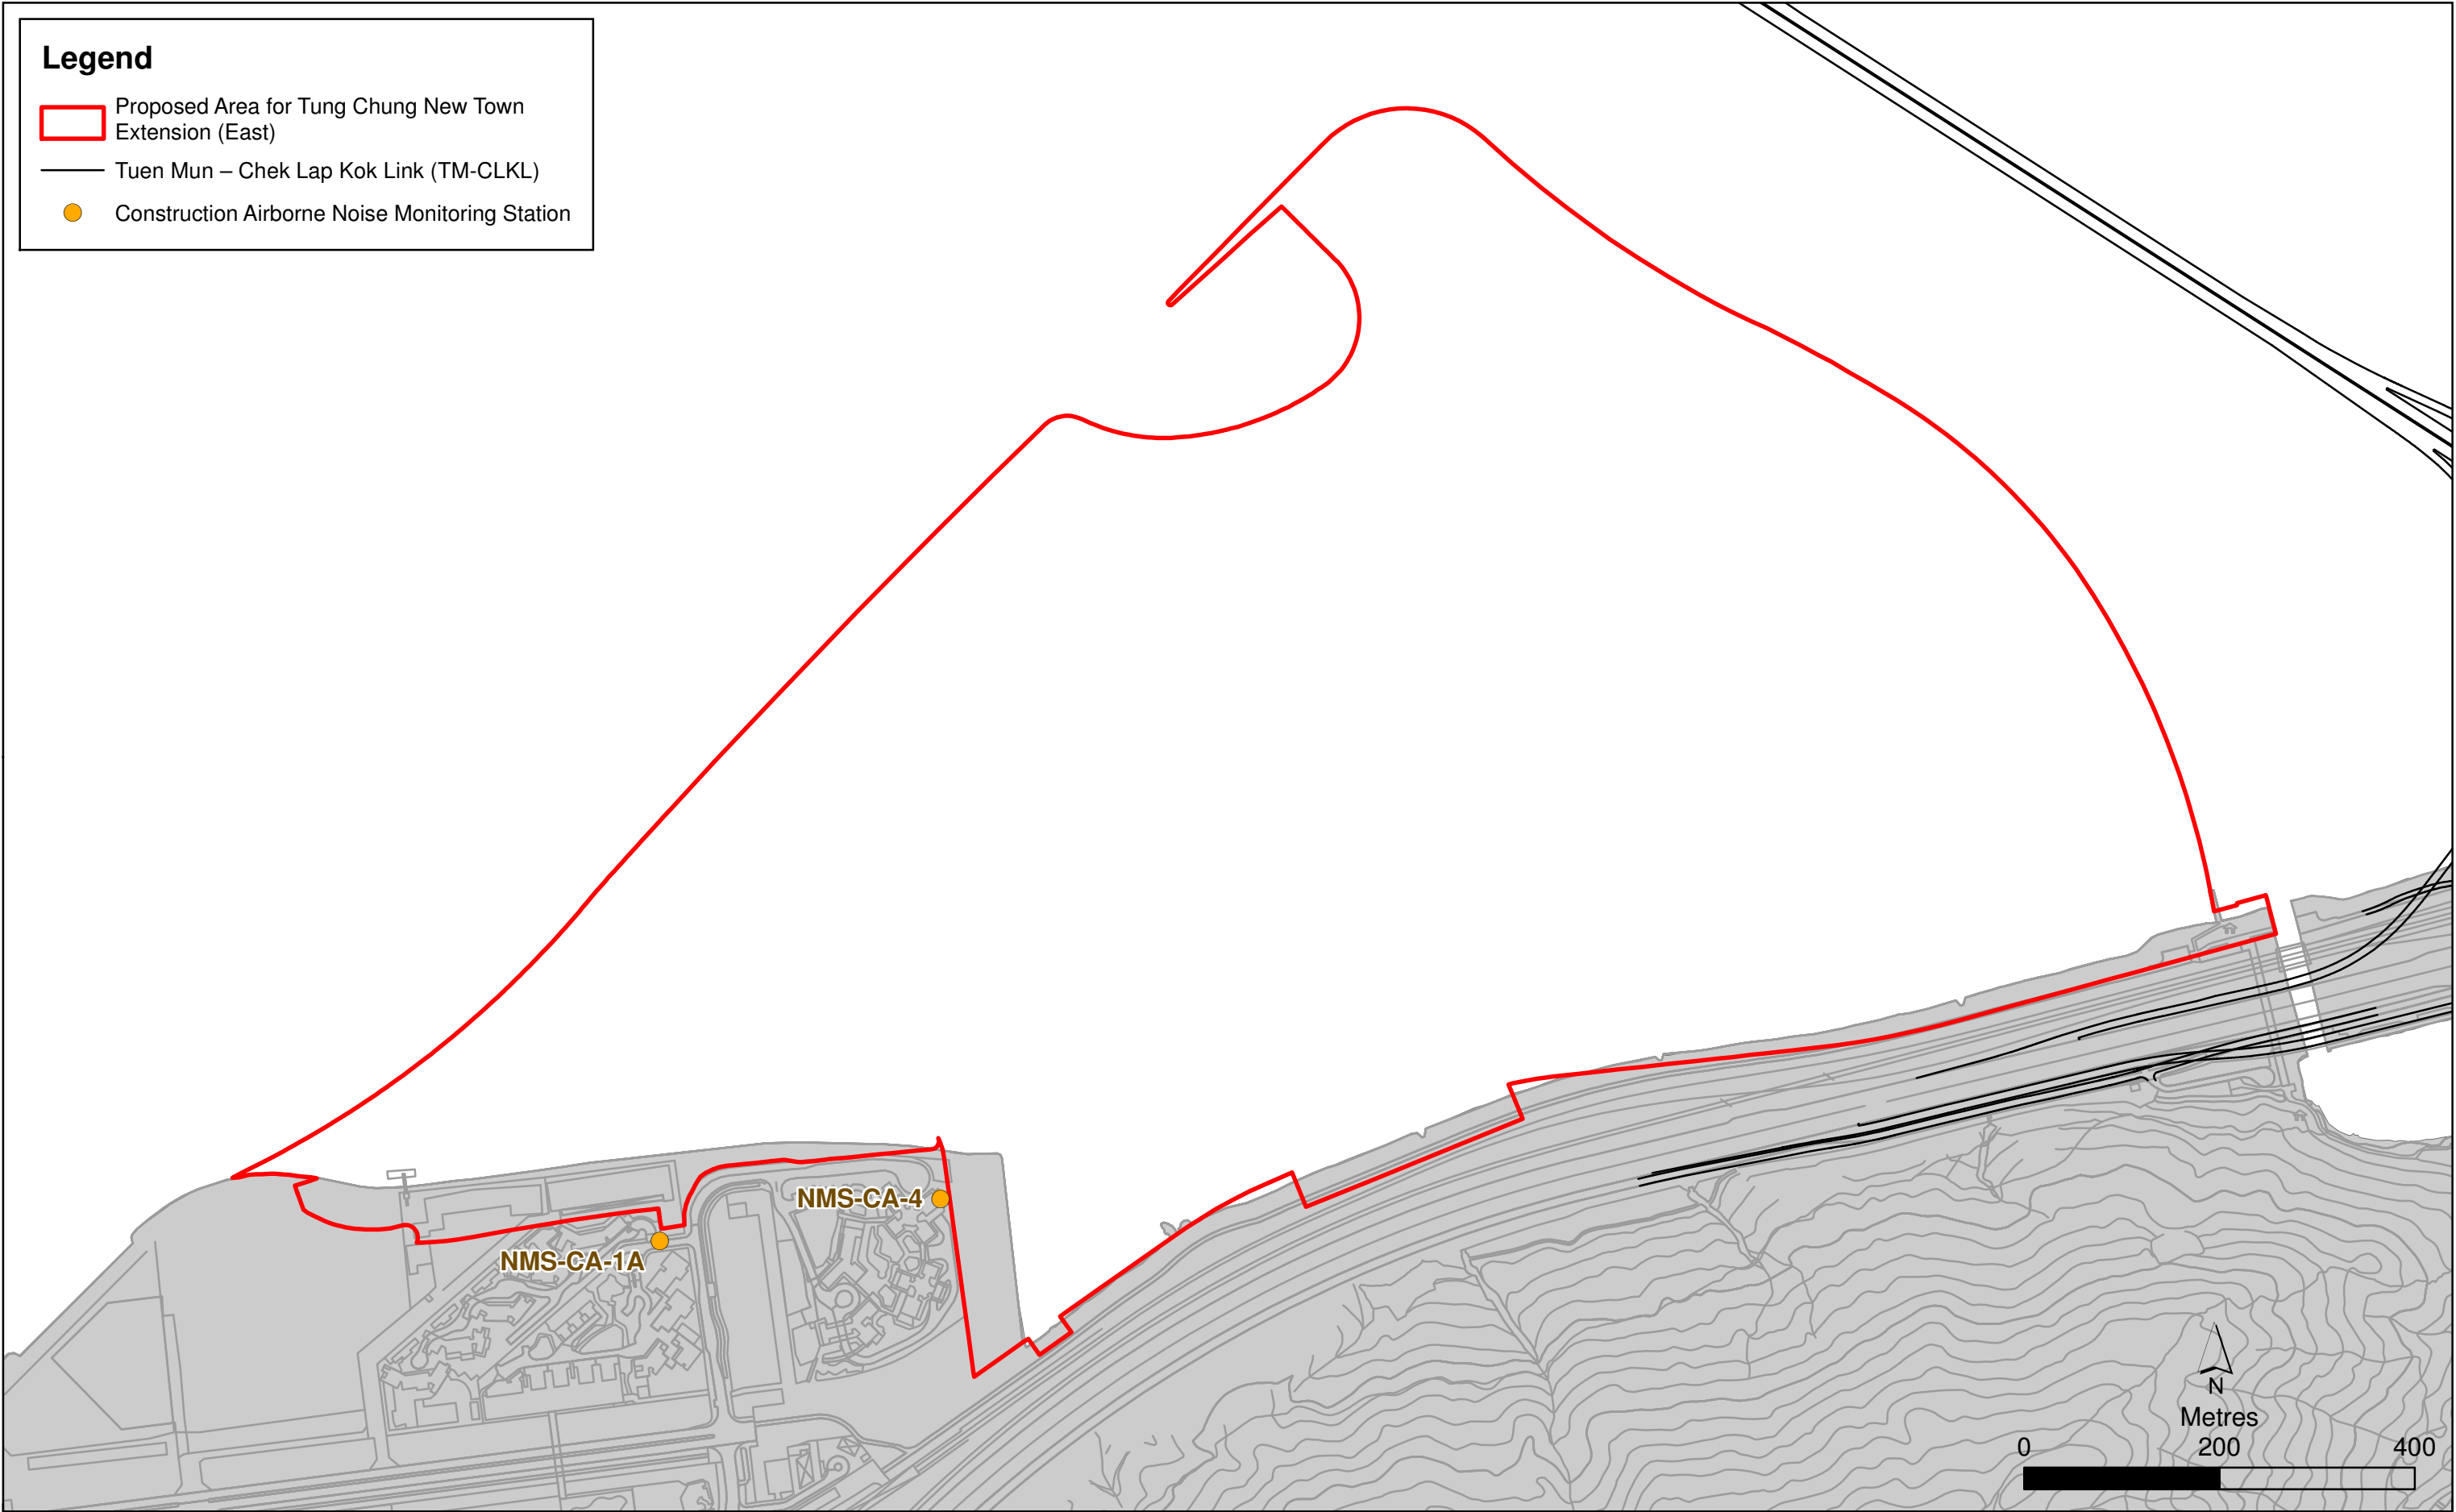 Legend
Proposed Area for Tung Chung New Town
Extension (East)
Tuen Mun – Chek Lap Kok Link (TM-CLKL)
Construction Airborne Noise Monitoring Station
NMS-CA-4
NMS-CA-1A
N
Metres
0 200 400